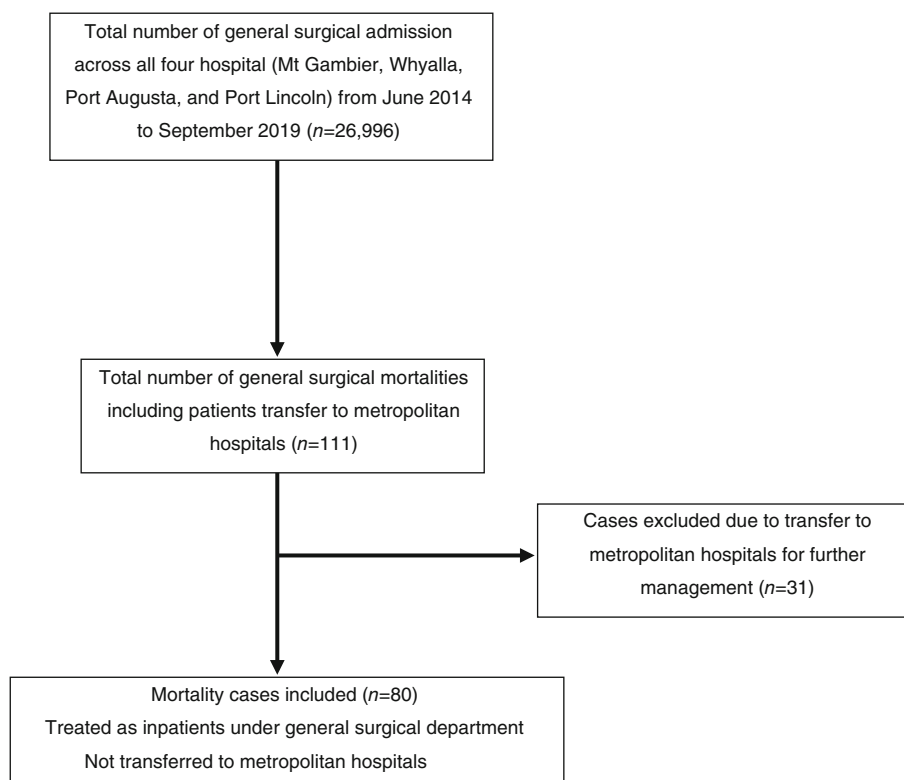 Total number of general surgical admission
across all four hospital (Mt Gambier, Whyalla,
Port Augusta, and Port Lincoln) from June 2014
to September 2019 (n=26,996)
Total number of general surgical mortalities
including patients transfer to metropolitan
hospitals (n=111)
Cases excluded due to transfer to
metropolitan hospitals for further
management (n=31)
Mortality cases included (n=80)
Treated as inpatients under general surgical department
Not transferred to metropolitan hospitals